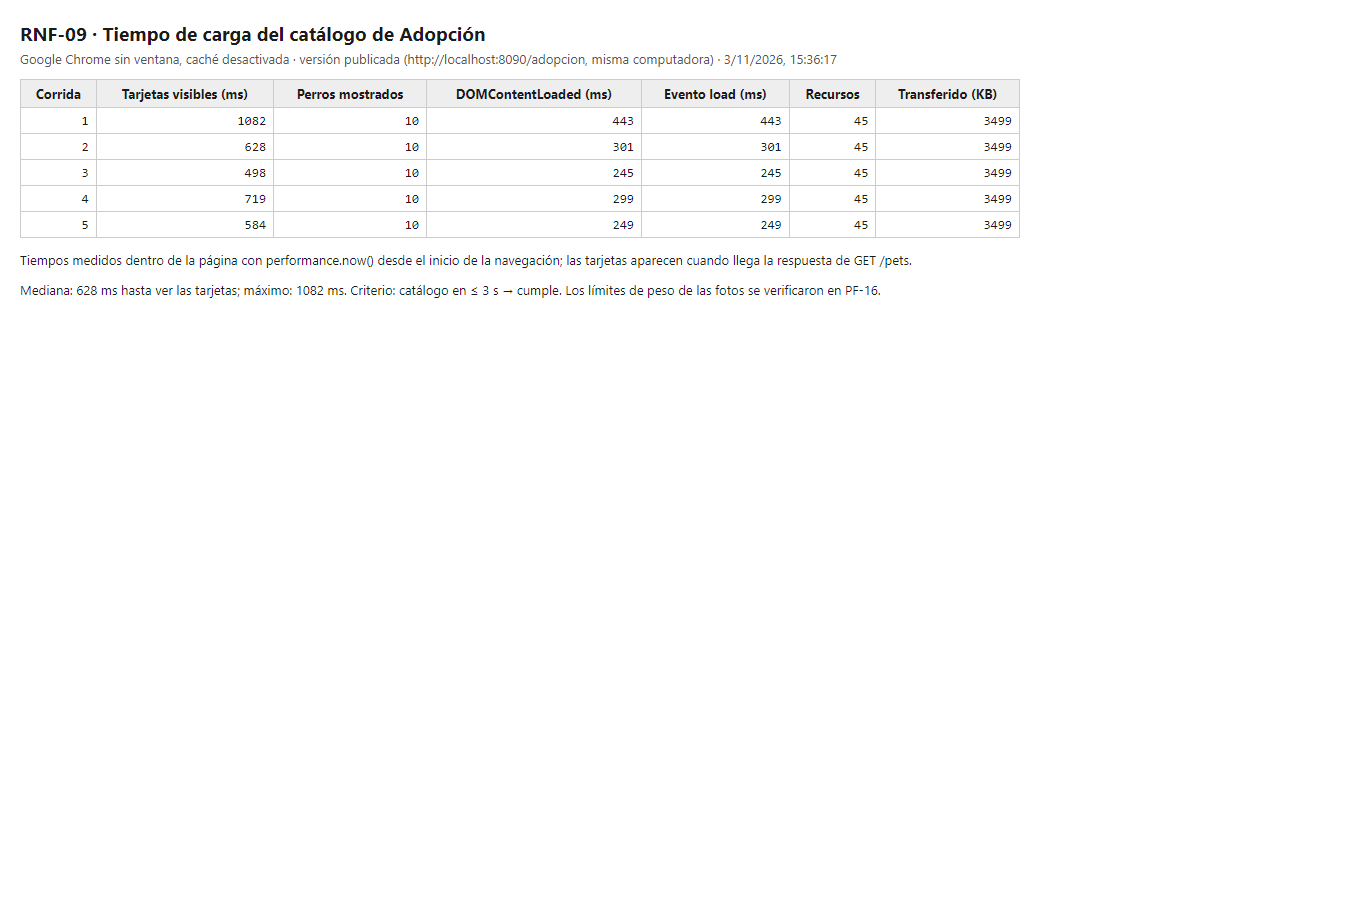 RNF-09 · Tiempo de carga del catálogo de Adopción
Google Chrome sin ventana, caché desactivada · versión publicada (http://localhost:8090/adopcion, misma computadora) · 3/11/2026, 15:36:17
Corrida Tarjetas visibles (ms) Perros mostrados DOMContentLoaded (ms) Evento load (ms) Recursos Transferido (KB)
1 1082 10 443 443 45 3499
2 628 10 301 301 45 3499
3 498 10 245 245 45 3499
4 719 10 299 299 45 3499
5 584 10 249 249 45 3499
Tiempos medidos dentro de la página con performance.now() desde el inicio de la navegación; las tarjetas aparecen cuando llega la respuesta de GET /pets.
Mediana: 628 ms hasta ver las tarjetas; máximo: 1082 ms. Criterio: catálogo en ≤ 3 s → cumple. Los límites de peso de las fotos se verificaron en PF-16.